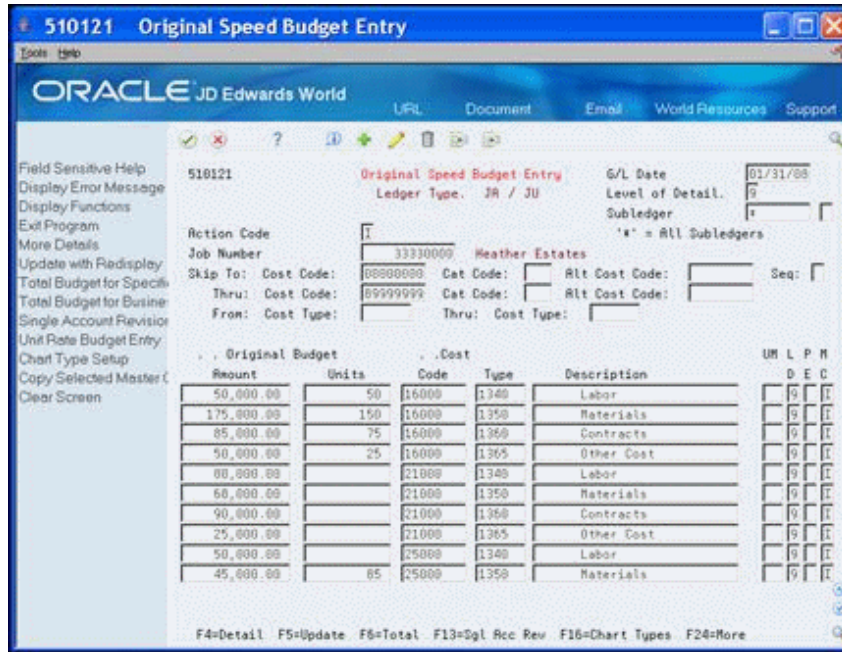 510121 Original Speed Budget Entry
Tools Help
ORACLE JD Edwards World
URL Document Email World Resources Support
Field Sensitive Help
Display Error Message
Display Functions
Exit Program
More Details
Update with Redisplay
Total Budget for Specifi
Total Budget for Busine
Single Account Revision
Unit Rate Budget Entry
Chart Type Setup
Copy Selected Master C
Clear Screen
510121 Original Speed Budget Entry G/L Date 01/31/08
Ledger Type. JA / JU Level of Detail. 9
Subledger *
Action Code I '*' = All Subledgers
Job Number 33330000 Heather Estates
Skip To: Cost Code: 00000000 Cat Code: Alt Cost Code: Seq:
Thru: Cost Code: 89999999 Cat Code: Alt Cost Code:
From: Cost Type: Thru: Cost Type:
. . Original Budget . .Cost UM L P M
Amount Units Code Type Description D E C
50,000.00 50 16000 1340 Labor 9 I
175,000.00 150 16000 1350 Materials 9 I
85,000.00 75 16000 1360 Contracts 9 I
50,000.00 25 16000 1365 Other Cost 9 I
80,000.00 21000 1340 Labor 9 I
60,000.00 21000 1350 Materials 9 I
90,000.00 21000 1360 Contracts 9 I
25,000.00 21000 1365 Other Cost 9 I
50,000.00 25000 1340 Labor 9 I
45,000.00 85 25000 1350 Materials 9 I
F4=Detail F5=Update F6=Total F13=Sgl Acc Rev F16=Chart Types F24=More